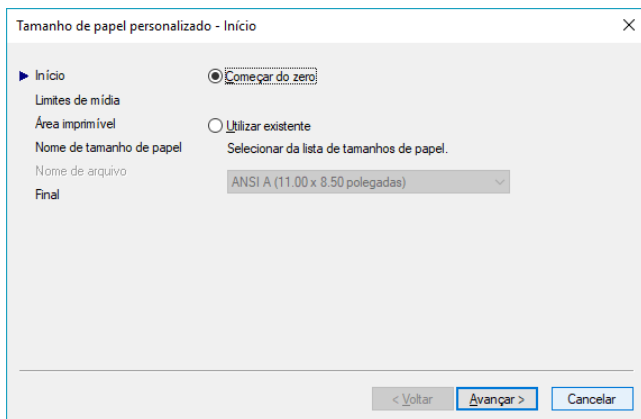 Tamanho de papel personalizado - Início
Início
Limites de mídia
Área imprimível
Nome de tamanho de papel
Nome de arquivo
Final
Começar do zero
Utilizar existente
Selecionar da lista de tamanhos de papel.
ANSI A (11.00 x 8.50 polegadas)
< Voltar
Avançar >
Cancelar